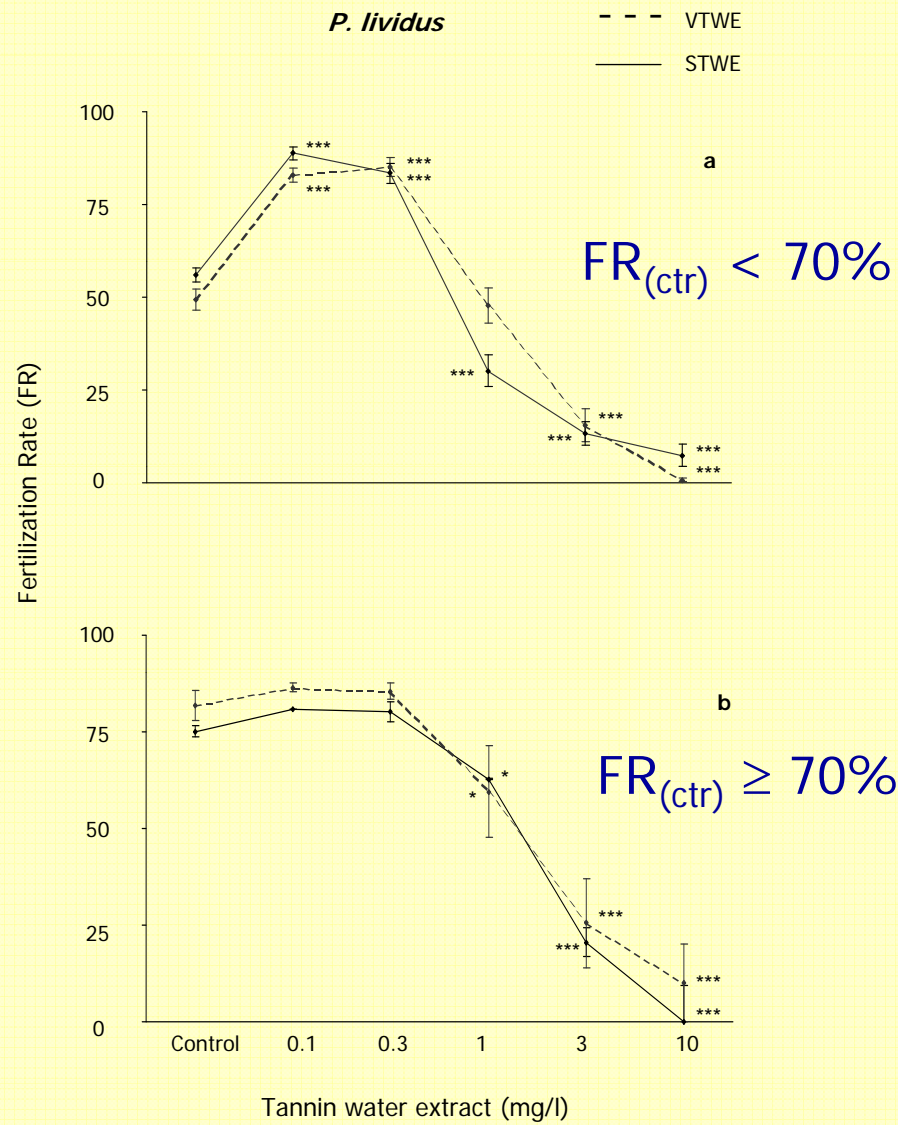 P. lividus
VTWE
STWE
100
75
50
25
0
***
***
***
***
***
***
***
***
***
a
FR(ctr) < 70%
Fertilization Rate (FR)
100
75
50
25
0
*
*
***
***
***
***
b
FR(ctr) ≥ 70%
Control 0.1 0.3 1 3 10
Tannin water extract (mg/l)